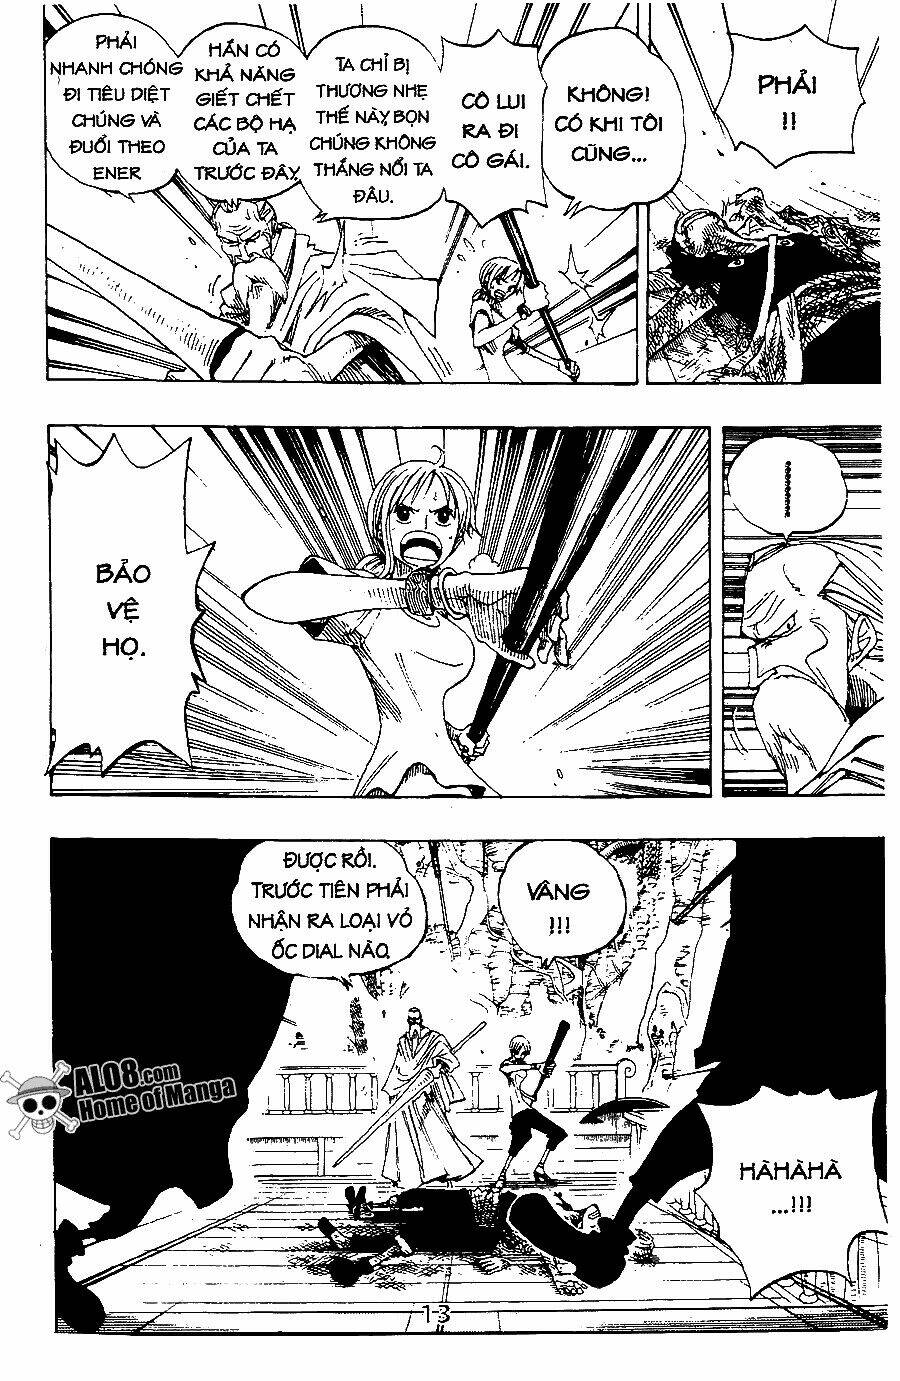 PHẢI
!!
KHÔNG!
CÓ KHI TÔI
CŨNG...
CÔ LUI
RA ĐI
CÔ GÁI.
TA CHỈ BỊ
THƯƠNG NHẸ
THẾ NÀY BỌN
CHÚNG KHÔNG
THẮNG NỔI TA
ĐÂU.
HẮN CÓ
KHẢ NĂNG
GIẾT CHẾT
CÁC BỘ HẠ
CỦA TA
TRƯỚC ĐÂY.
PHẢI
NHANH CHÓNG
ĐI TIÊU DIỆT
CHÚNG VÀ
ĐUỔI THEO
ENER
BẢO
VỆ
HỌ.
VÂNG
!!!
ĐƯỢC RỒI.
TRƯỚC TIÊN PHẢI
NHẬN RA LOẠI VỎ
ỐC DIAL NÀO.
HÀHÀHÀ
...!!!
AL08.com
Home of Manga
13